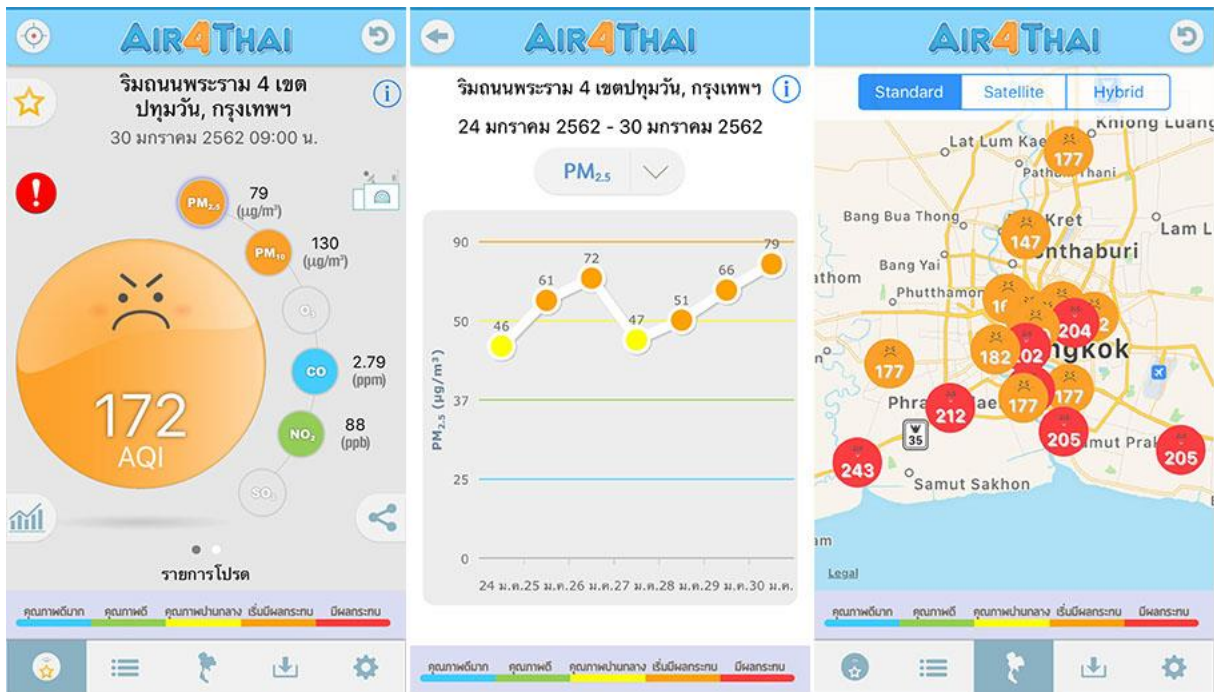 AIR4THAI
ริมถนนพระราม 4 เขต
ปทุมวัน, กรุงเทพฯ
30 มกราคม 2562 09:00 น.
PM2.5
79
(µg/m³)
PM10
130
(µg/m³)
O3
CO
2.79
(ppm)
NO2
88
(ppb)
SO2
172
AQI
รายการโปรด
คุณภาพดีมาก คุณภาพดี คุณภาพปานกลาง เริ่มมีผลกระทบ มีผลกระทบ
AIR4THAI
ริมถนนพระราม 4 เขตปทุมวัน, กรุงเทพฯ
24 มกราคม 2562 - 30 มกราคม 2562
PM2.5
PM2.5 (µg/m³)
90
50
37
25
0
46
61
72
47
51
66
79
24 ม.ค.25 ม.ค.26 ม.ค.27 ม.ค.28 ม.ค.29 ม.ค.30 ม.ค.
คุณภาพดีมาก คุณภาพดี คุณภาพปานกลาง เริ่มมีผลกระทบ มีผลกระทบ
AIR4THAI
Standard Satellite Hybrid
Khlong Luang
Lat Lum Kae
177
Thani
Bang Bua Thong
Kret
Lam L
147
nthaburi
Bang Yai
athom
Phutthamon
204
182
ngkok
177
177
177
212
35
205
205
243
Samut Sakhon
am
Legal
คุณภาพดีมาก คุณภาพดี คุณภาพปานกลาง เริ่มมีผลกระทบ มีผลกระทบ